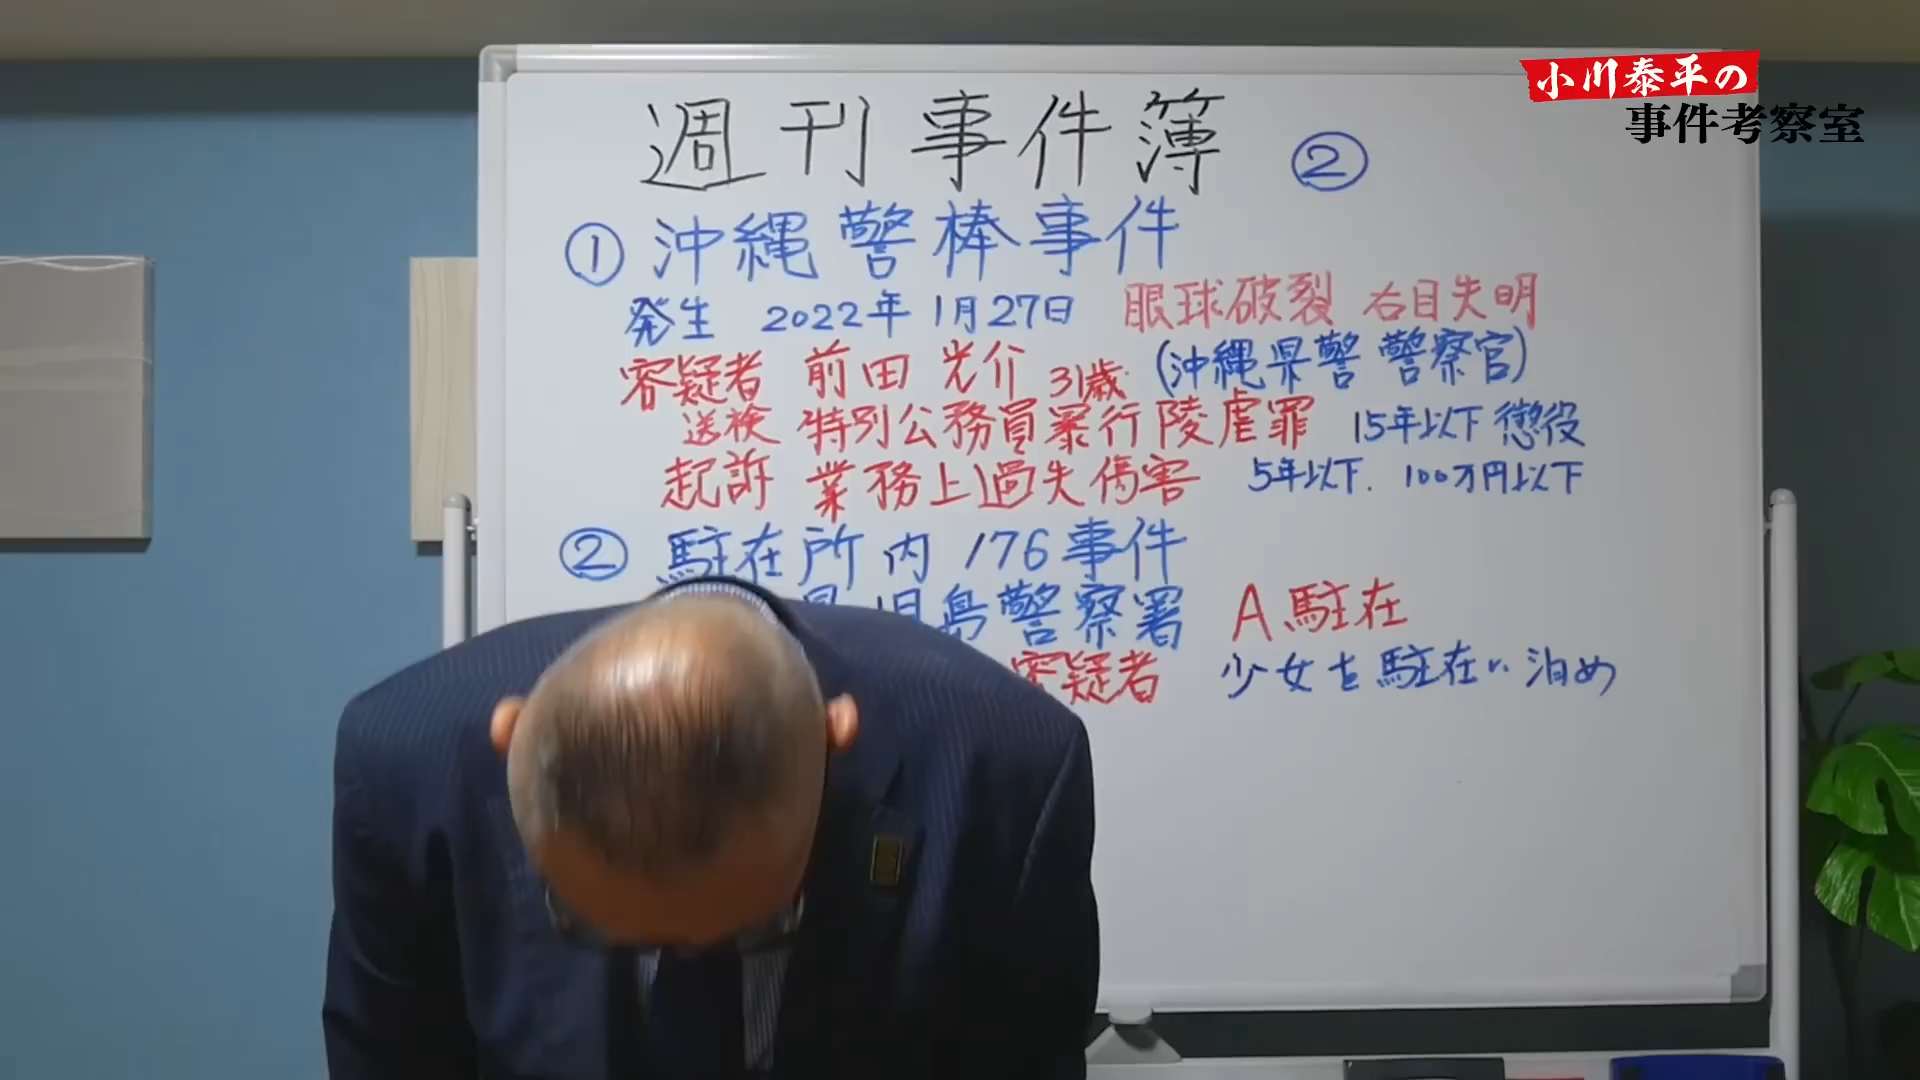 小川泰平の
事件考察室
週刊事件簿 ②
① 沖縄警棒事件
発生 2022年1月27日 眼球破裂 右目失明
容疑者 前田 光介 31歳 (沖縄県警 警察官)
送検 特別公務員暴行陵虐罪 15年以下 懲役
起訴 業務上過失傷害 5年以下. 100万円以下
② 駐在所内 176事件
児島警察署 A駐在
容疑者 少女を駐在に泊め